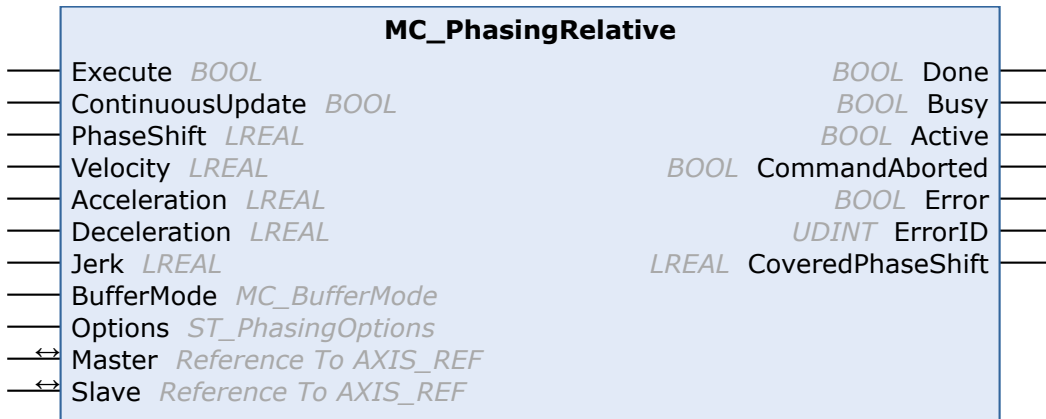 MC_PhasingRelative
Execute BOOL BOOL Done
ContinuousUpdate BOOL BOOL Busy
PhaseShift LREAL BOOL Active
Velocity LREAL BOOL CommandAborted
Acceleration LREAL BOOL Error
Deceleration LREAL UDINT ErrorID
Jerk LREAL LREAL CoveredPhaseShift
BufferMode MC_BufferMode
Options ST_PhasingOptions
↔ Master Reference To AXIS_REF
↔ Slave Reference To AXIS_REF